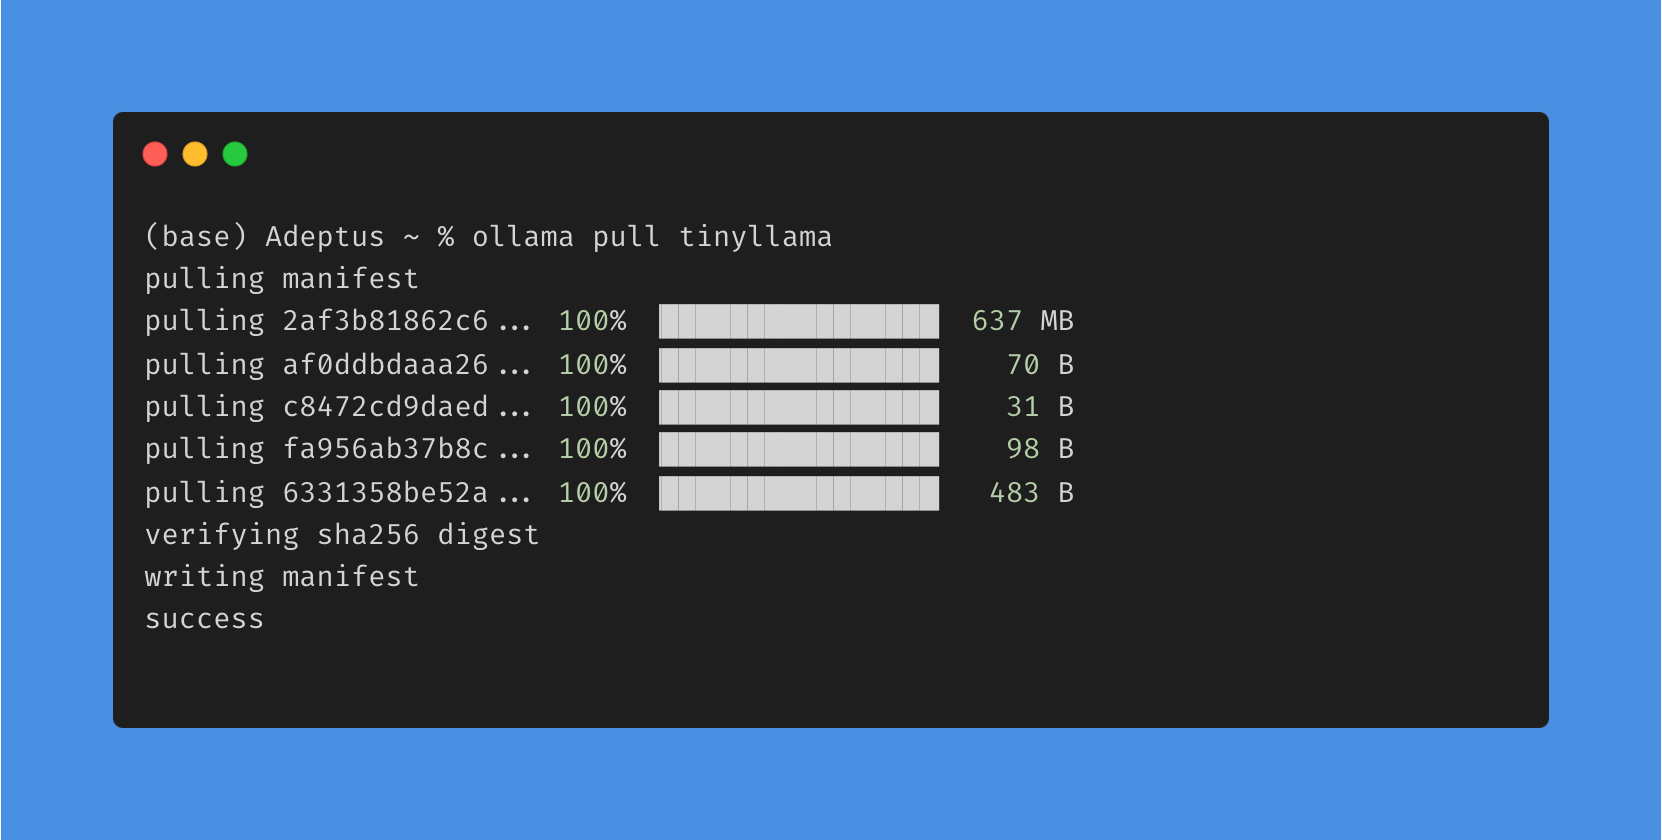 (base) Adeptus ~ % ollama pull tinyllama
pulling manifest
pulling 2af3b81862c6... 100% 637 MB
pulling af0ddbdaaa26... 100% 70 B
pulling c8472cd9daed... 100% 31 B
pulling fa956ab37b8c... 100% 98 B
pulling 6331358be52a... 100% 483 B
verifying sha256 digest
writing manifest
success